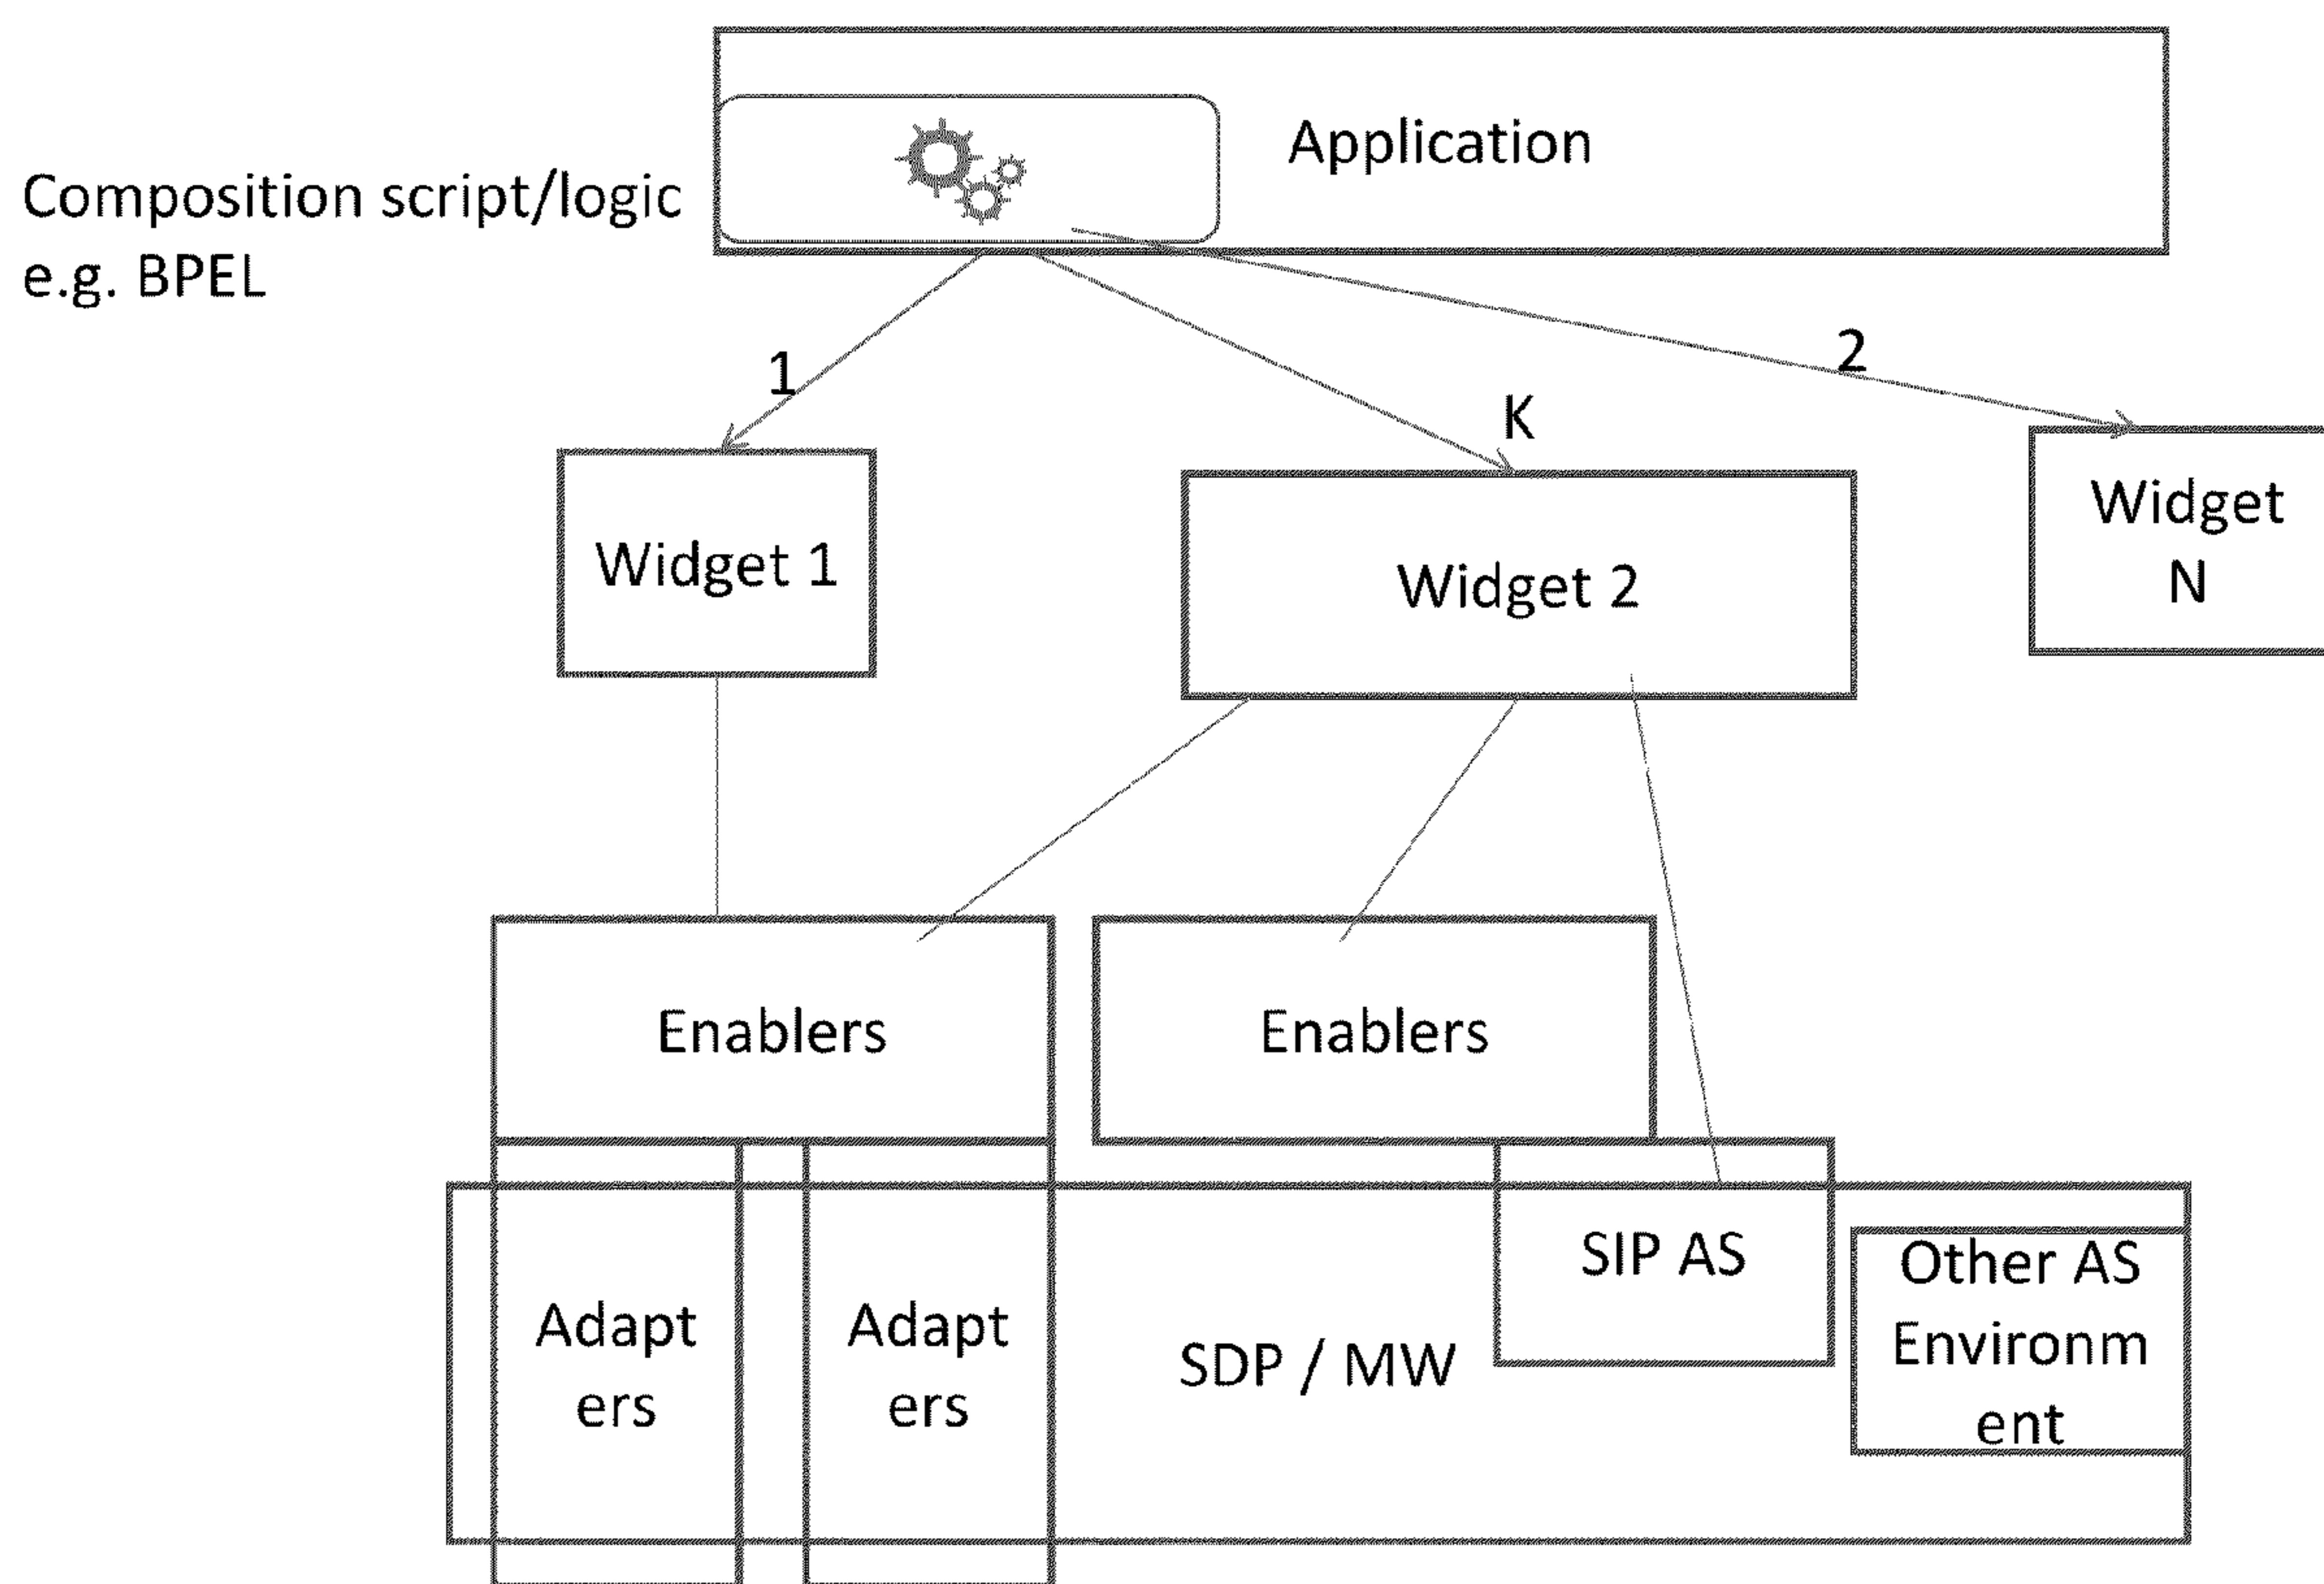 Application
Composition script/logic
e.g. BPEL
1
2
K
Widget 1
Widget 2
Widget
N
Enablers
Enablers
Adapt
ers
Adapt
ers
SDP / MW
SIP AS
Other AS
Environm
ent